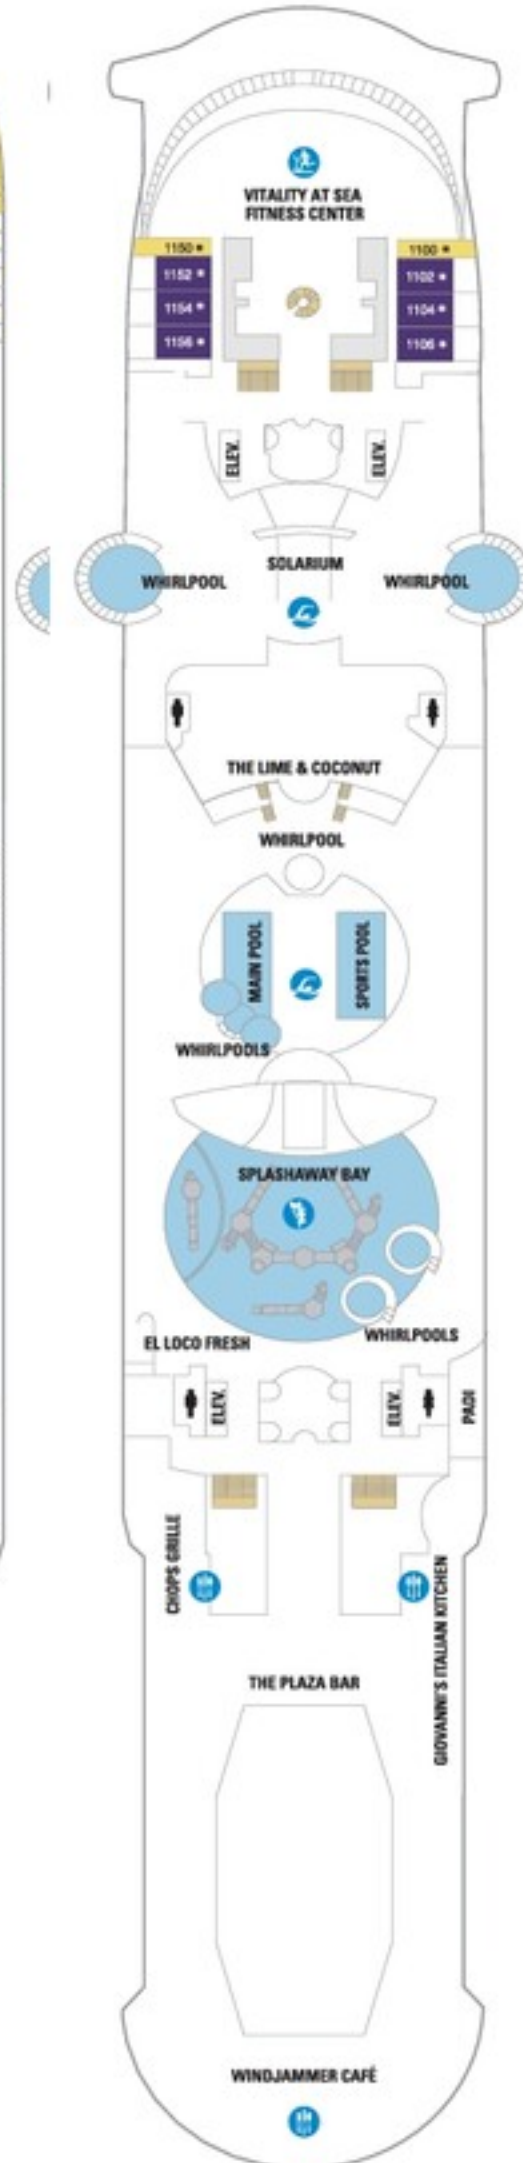 VITALITY AT SEA
FITNESS CENTER
1150
1100
1152
1102
1154
1104
1156
1106
ELEV.
ELEV.
SOLARIUM
WHIRLPOOL
WHIRLPOOL
THE LIME & COCONUT
WHIRLPOOL
MAIN POOL
SPORTS POOL
WHIRLPOOLS
SPLASHAWAY BAY
WHIRLPOOLS
EL LOCO FRESH
ELEV.
ELEV.
PADI
CHOPS GRILLE
GIOVANNI'S ITALIAN KITCHEN
THE PLAZA BAR
WINDJAMMER CAFÉ